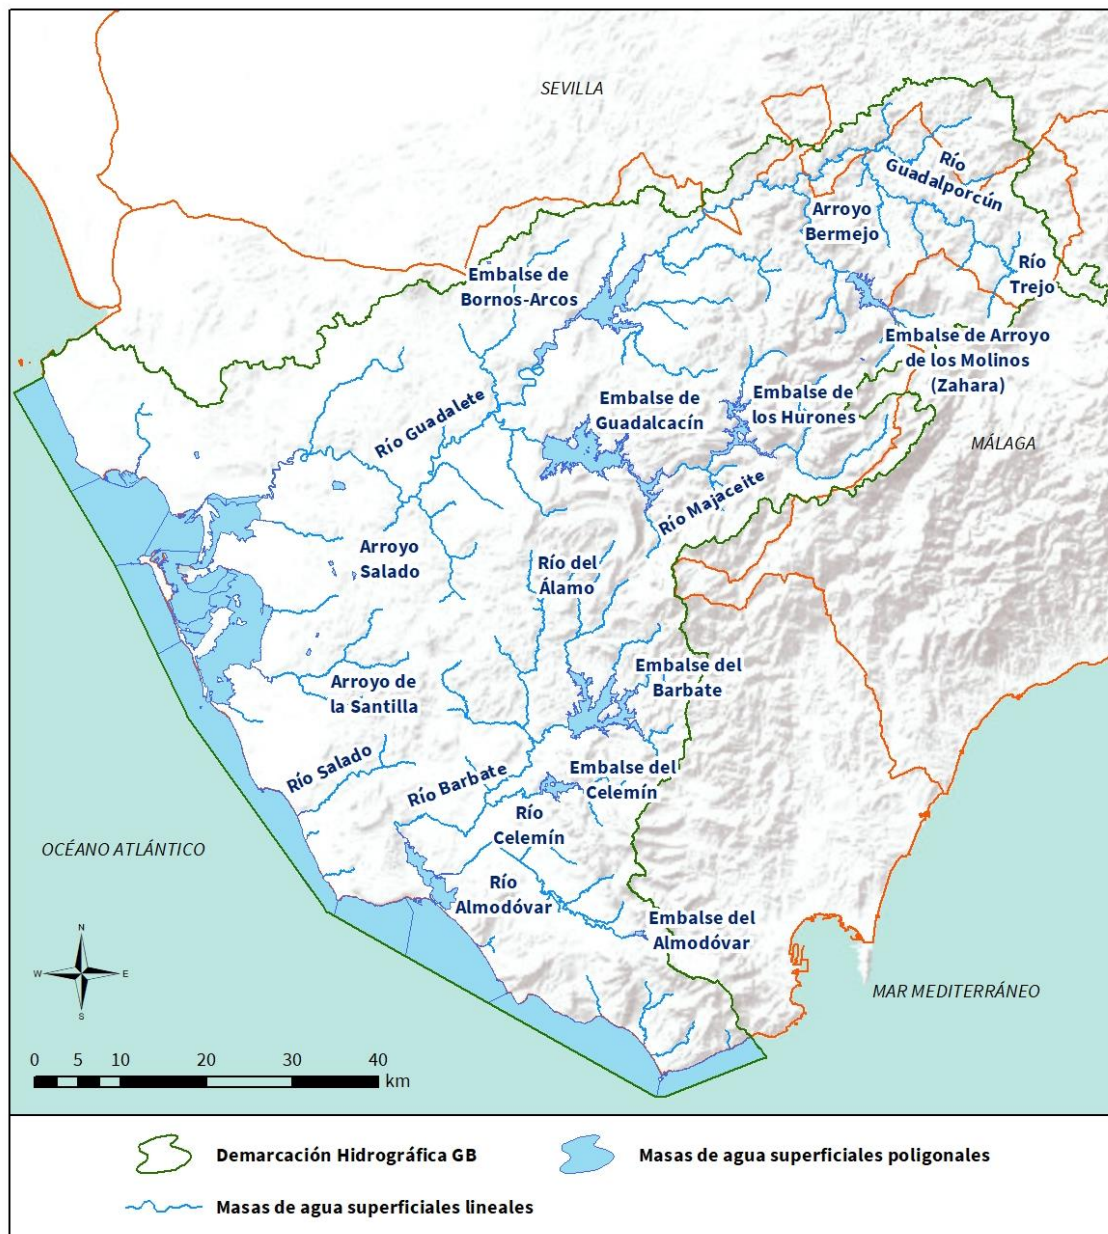 SEVILLA
Río
Guadalporcún
Arroyo
Bermejo
Río
Trejo
Embalse de
Bornos-Arcos
Embalse de Arroyo
de los Molinos
(Zahara)
Embalse de
los Hurones
Embalse de
Guadalcacín
Río Guadalete
MÁLAGA
Río Majaceite
Arroyo
Salado
Río del
Álamo
Embalse del
Barbate
Arroyo de
la Santilla
Río Salado
Río Barbate
Embalse del
Celemín
Río
Celemín
OCÉANO ATLÁNTICO
Río
Almodóvar
Embalse del
Almodóvar
N
W E
S
MAR MEDITERRÁNEO
0 5 10 20 30 40
km
Demarcación Hidrográfica GB
Masas de agua superficiales poligonales
Masas de agua superficiales lineales